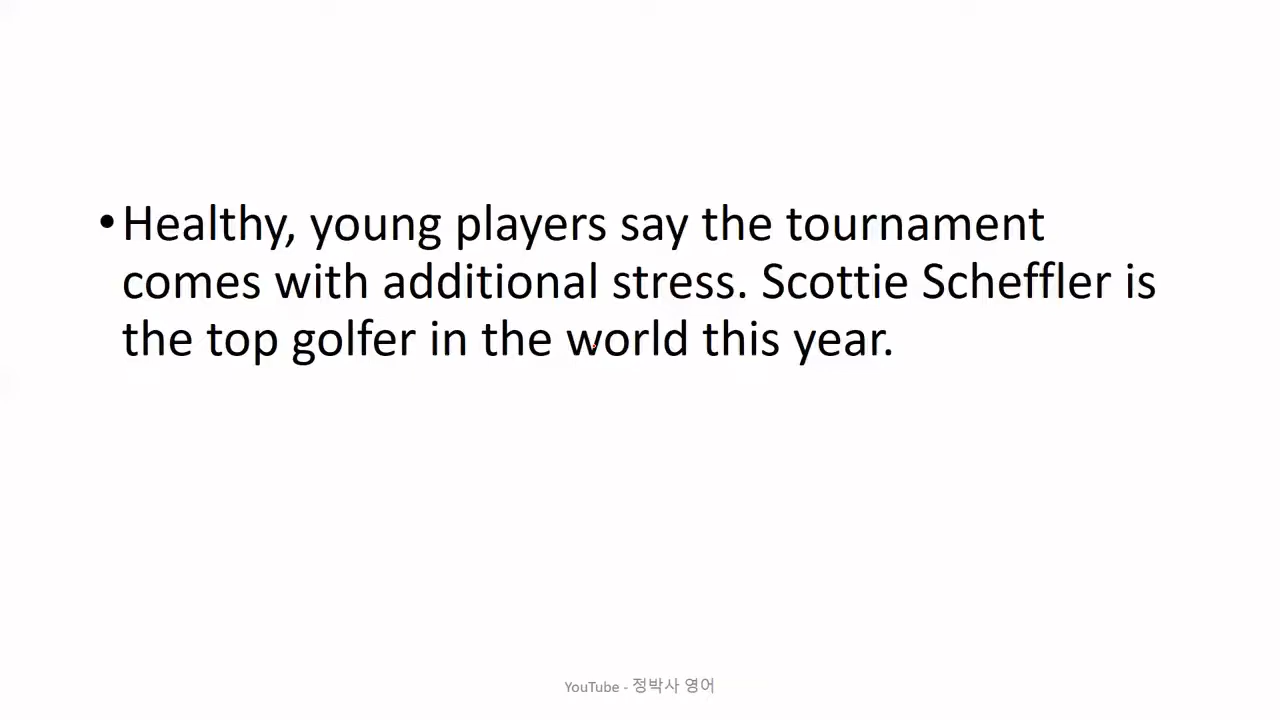 •Healthy, young players say the tournament
comes with additional stress. Scottie Scheffler is
the top golfer in the world this year.
YouTube - 정박사 영어